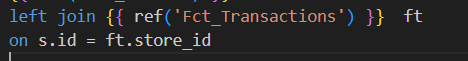 left join {{ ref('Fct_Transactions') }}  ft
on s.id = ft.store_id